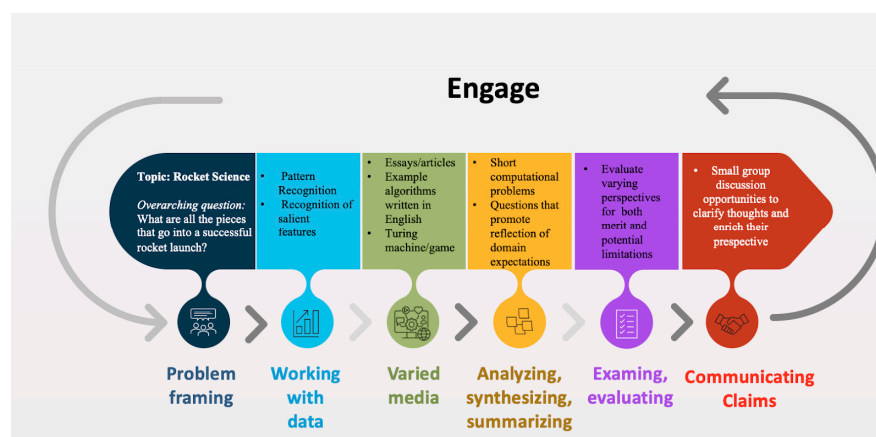 Engage
Topic: Rocket Science
Overarching question:
What are all the pieces
that go into a successful
rocket launch?
• Pattern
Recognition
• Recognition of
salient
features
• Essays/articles
• Example
algorithms
written in
English
• Turing
machine/game
• Short
computational
problems
• Questions that
promote
reflection of
domain
expectations
• Evaluate
varying
perspectives
for both
merit and
potential
limitations
• Small group
discussion
opportunities to
clarify thoughts and
enrich their
prespective
Problem
framing
Working
with
data
Varied
media
Analyzing,
synthesizing,
summarizing
Examing,
evaluating
Communicating
Claims